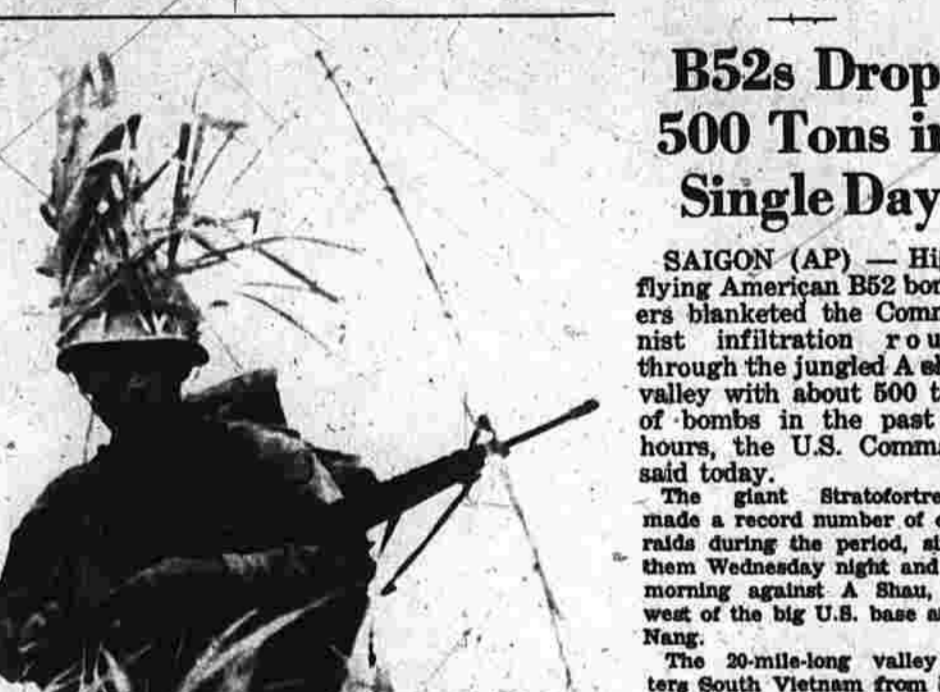 B52s Drop
500 Tons in
Single Day
SAIGON (AP) — Hi
flying American B52 bom
ers blanketed the Comm
nist infiltration rou
through the jungled A sh
valley with about 500 t
of bombs in the past
hours, the U.S. Comma
said today.
The giant Stratofortre
made a record number of
raids during the period, si
them Wednesday night and
morning against A Shau,
west of the big U.S. base a
Nang.
The 20-mile-long valley
ters South Vietnam from